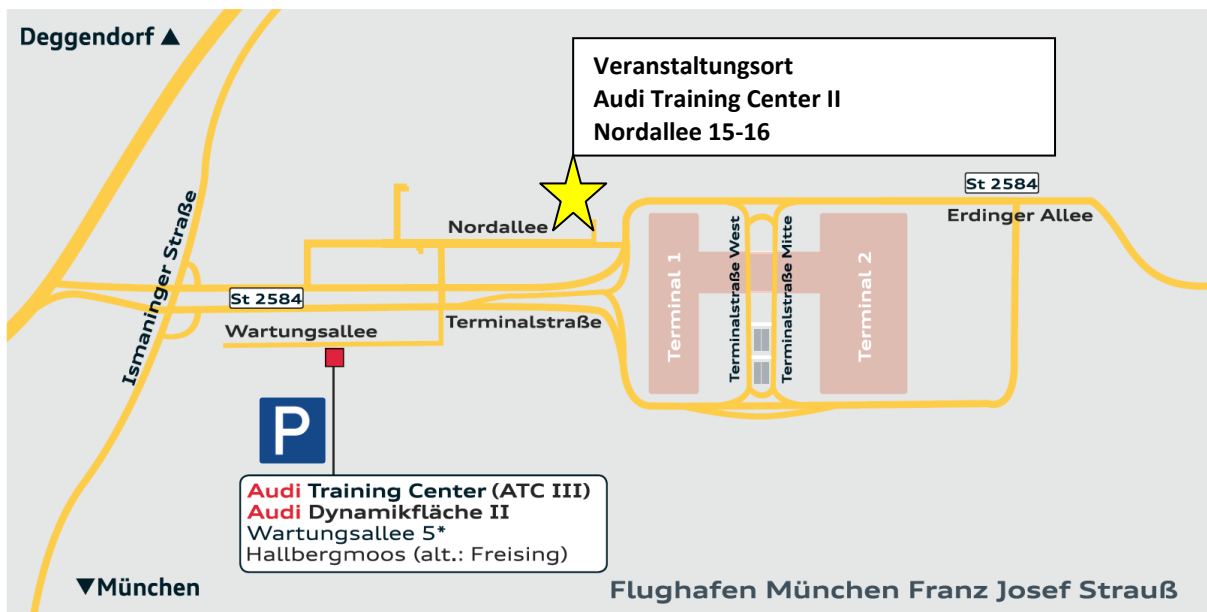 Deggendorf ▲
Veranstaltungsort
Audi Training Center II
Nordallee 15-16
St 2584
Erdinger Allee
Nordallee
Ismaninger Straße
St 2584
Terminalstraße
Wartungsallee
Terminal 1
Terminalstraße West
Terminalstraße Mitte
Terminal 2
P
Audi Training Center (ATC III)
Audi Dynamikfläche II
Wartungsallee 5*
Hallbergmoos (alt.: Freising)
▼München
Flughafen München Franz Josef Strauß